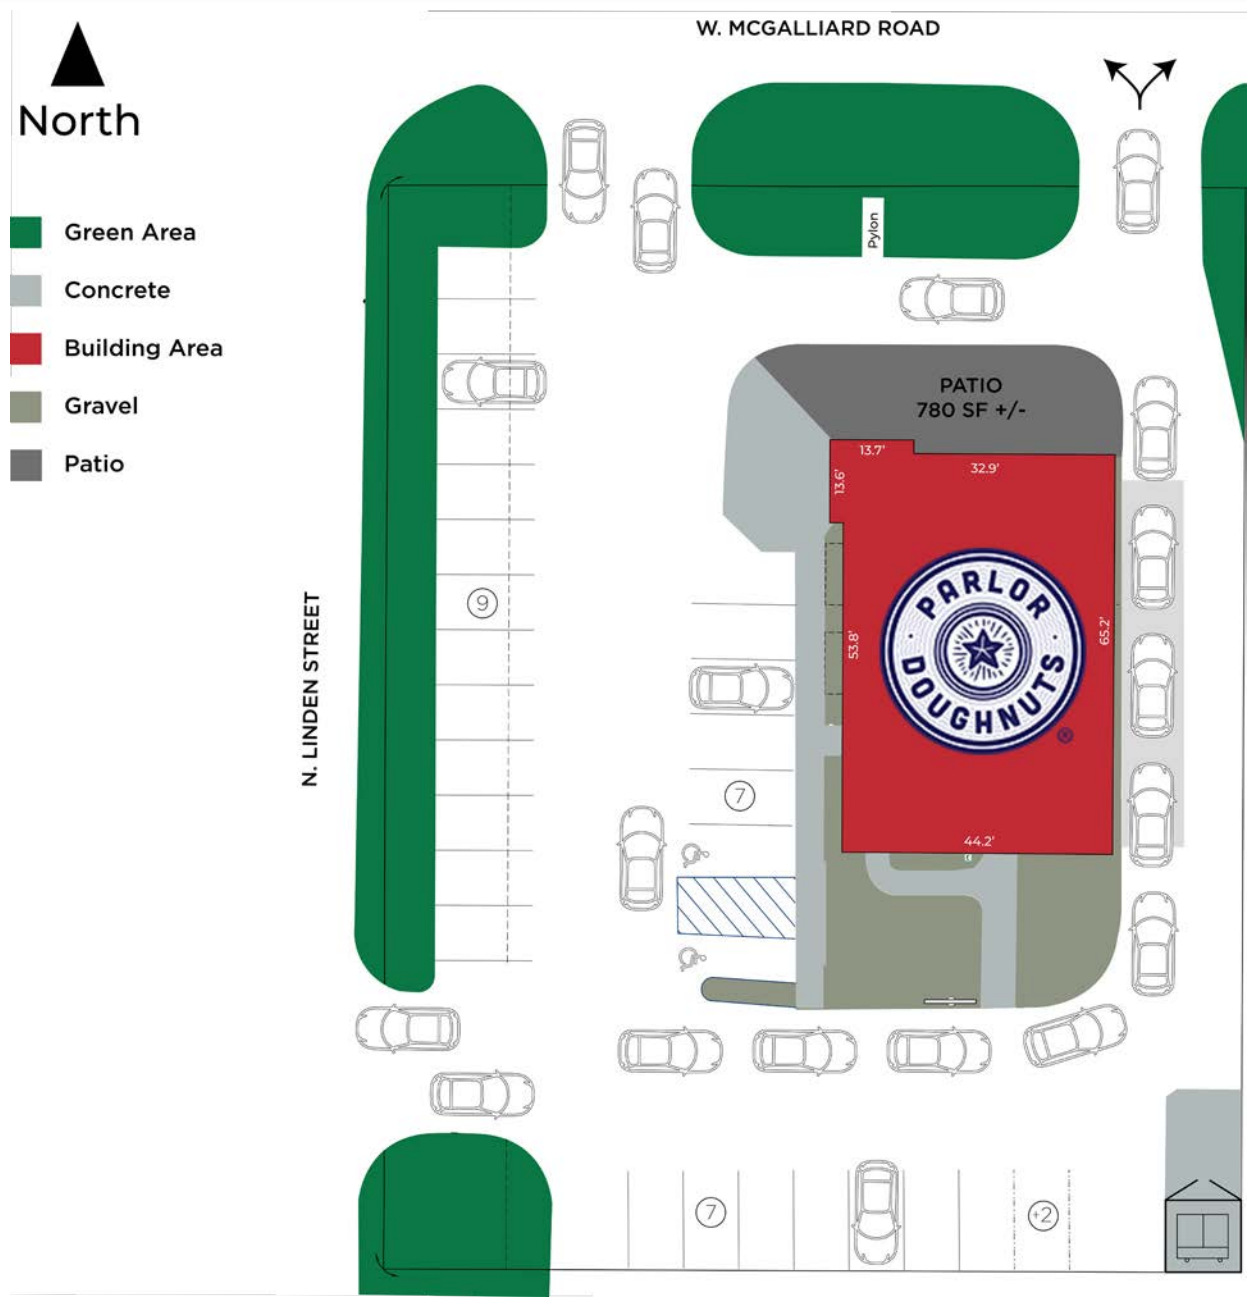 W. MCGALLIARD ROAD
North
Green Area
Concrete
Building Area
Gravel
Patio
Pylon
PATIO
780 SF +/-
13.7'
32.9'
13.6'
53.8'
65.2'
44.2'
PARLOR
DOUGHNUTS
®
N. LINDEN STREET
9
7
7
+2